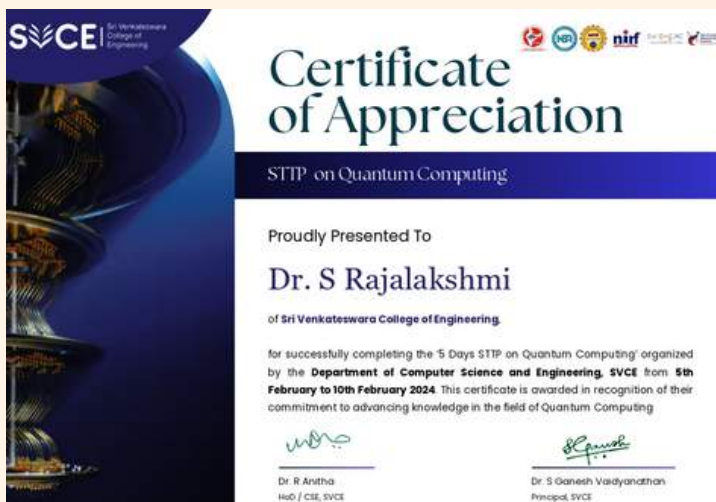 SVCE
Sri Venkateswara
College of
Engineering
nirf
Certificate
of Appreciation
STTP on Quantum Computing
Proudly Presented To
Dr. S Rajalakshmi
of Sri Venkateswara College of Engineering,
for successfully completing the '5 Days STTP on Quantum Computing' organized
by the Department of Computer Science and Engineering, SVCE from 5th
February to 10th February 2024. This certificate is awarded in recognition of their
commitment to advancing knowledge in the field of Quantum Computing
Dr. R Anitha
HoD / CSE, SVCE
Dr. S Ganesh Vaidyanathan
Principal, SVCE